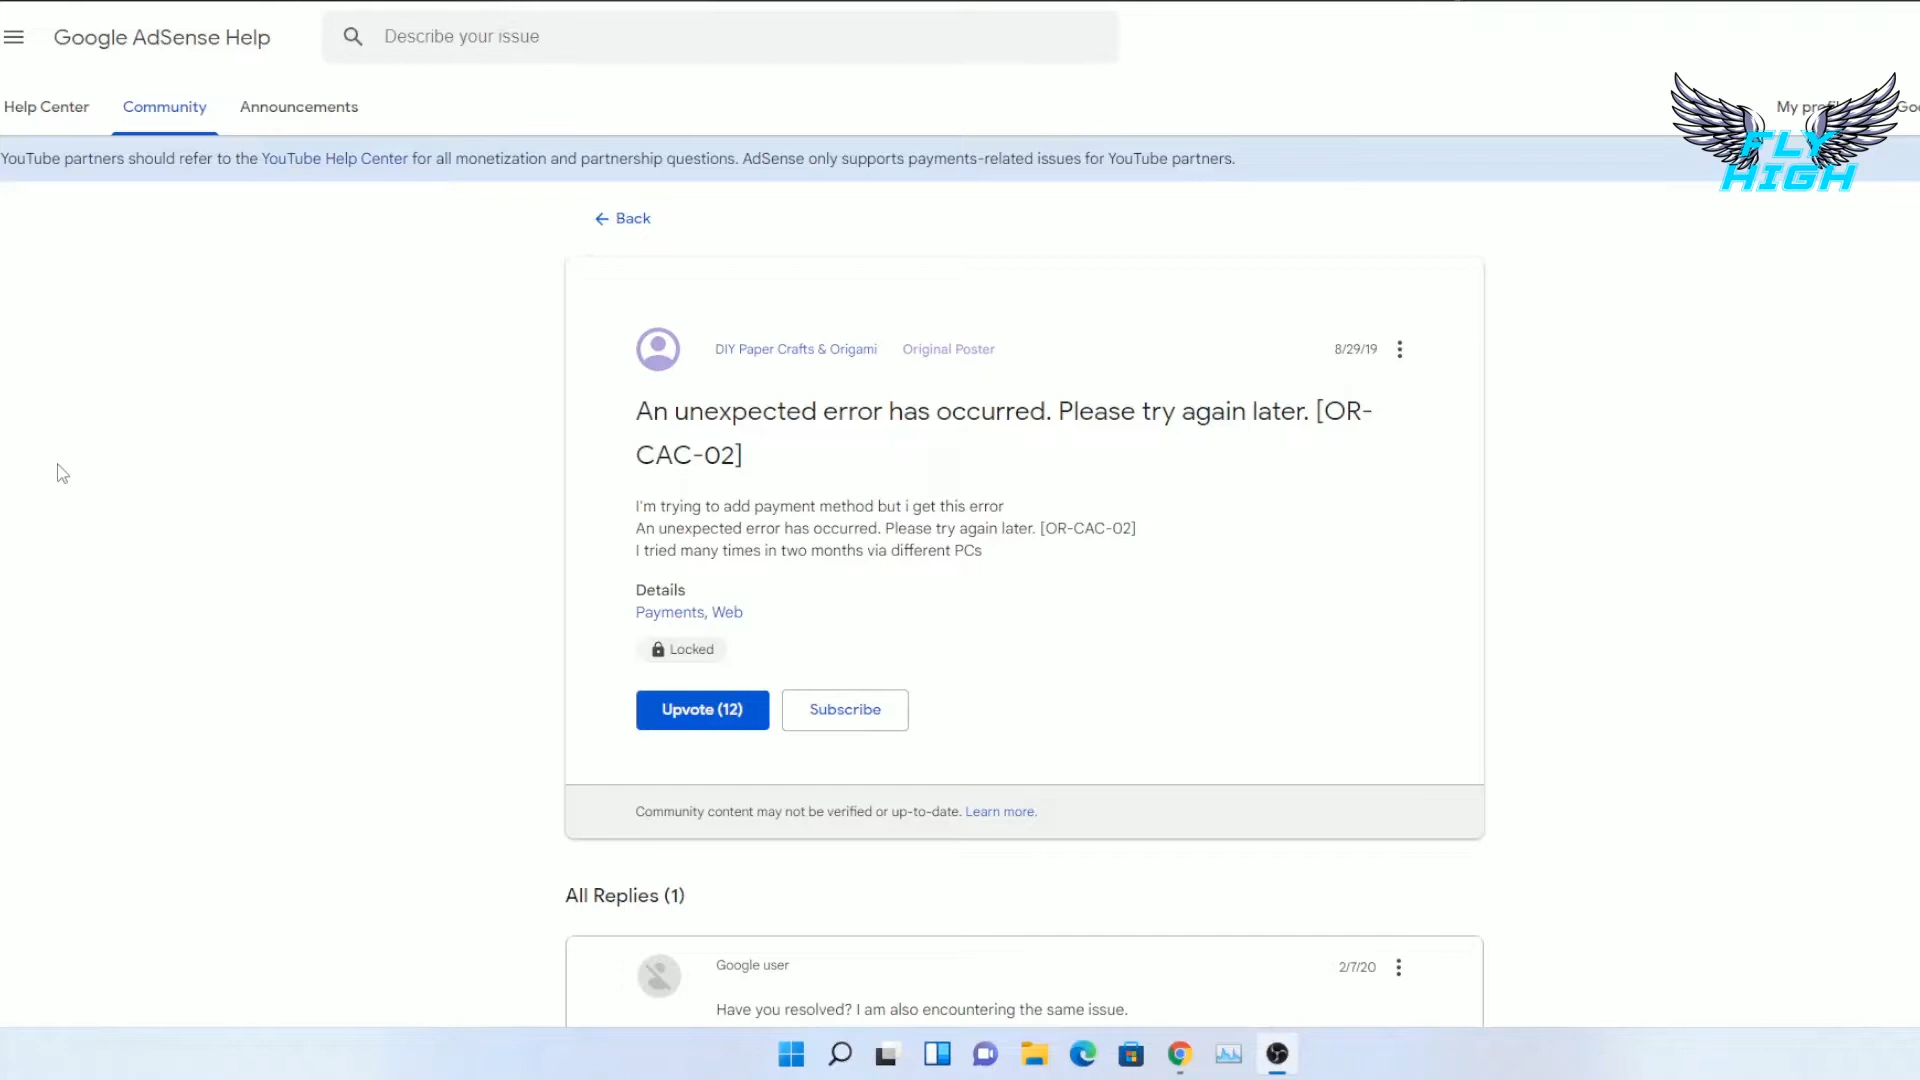 Google AdSense Help
Describe your issue
Help Center
Community
Announcements
My profil
Goo
FLY
HIGH
YouTube partners should refer to the YouTube Help Center for all monetization and partnership questions. AdSense only supports payments-related issues for YouTube partners.
Back
DIY Paper Crafts & Origami
Original Poster
8/29/19
An unexpected error has occurred. Please try again later. [OR-
CAC-02]
I'm trying to add payment method but i get this error
An unexpected error has occurred. Please try again later. [OR-CAC-02]
I tried many times in two months via different PCs
Details
Payments, Web
Locked
Upvote (12)
Subscribe
Community content may not be verified or up-to-date. Learn more.
All Replies (1)
Google user
2/7/20
Have you resolved? I am also encountering the same issue.